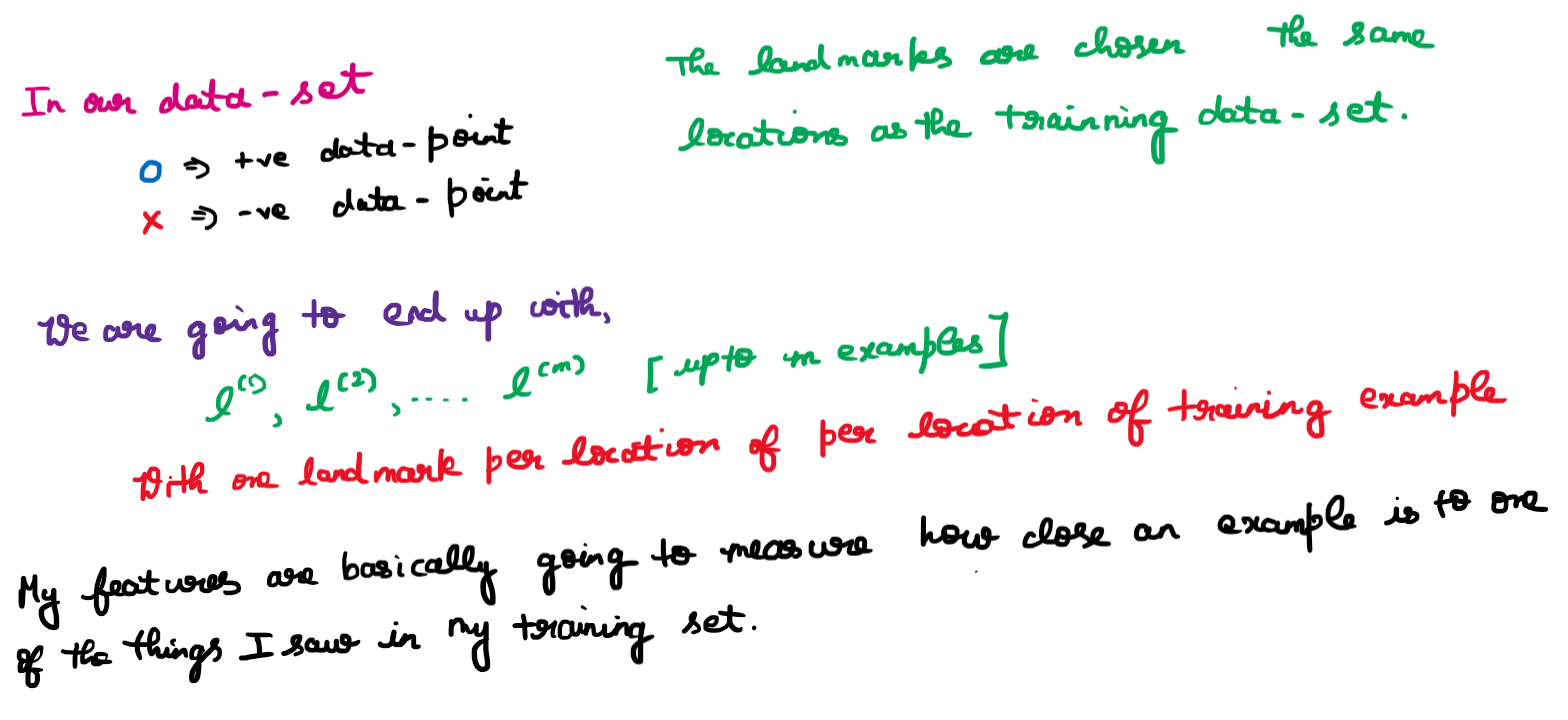 In our data-set
O ⇒ +ve data-point
X ⇒ -ve data-point
The landmarks are chosen the same
locations as the trainning data-set.
We are going to end up with,
l^(1), l^(2), .... l^(m) [upto m examples]
With one landmark per location of per location of training example
My features are basically going to measure how close an example is to one
of the things I saw in my training set.